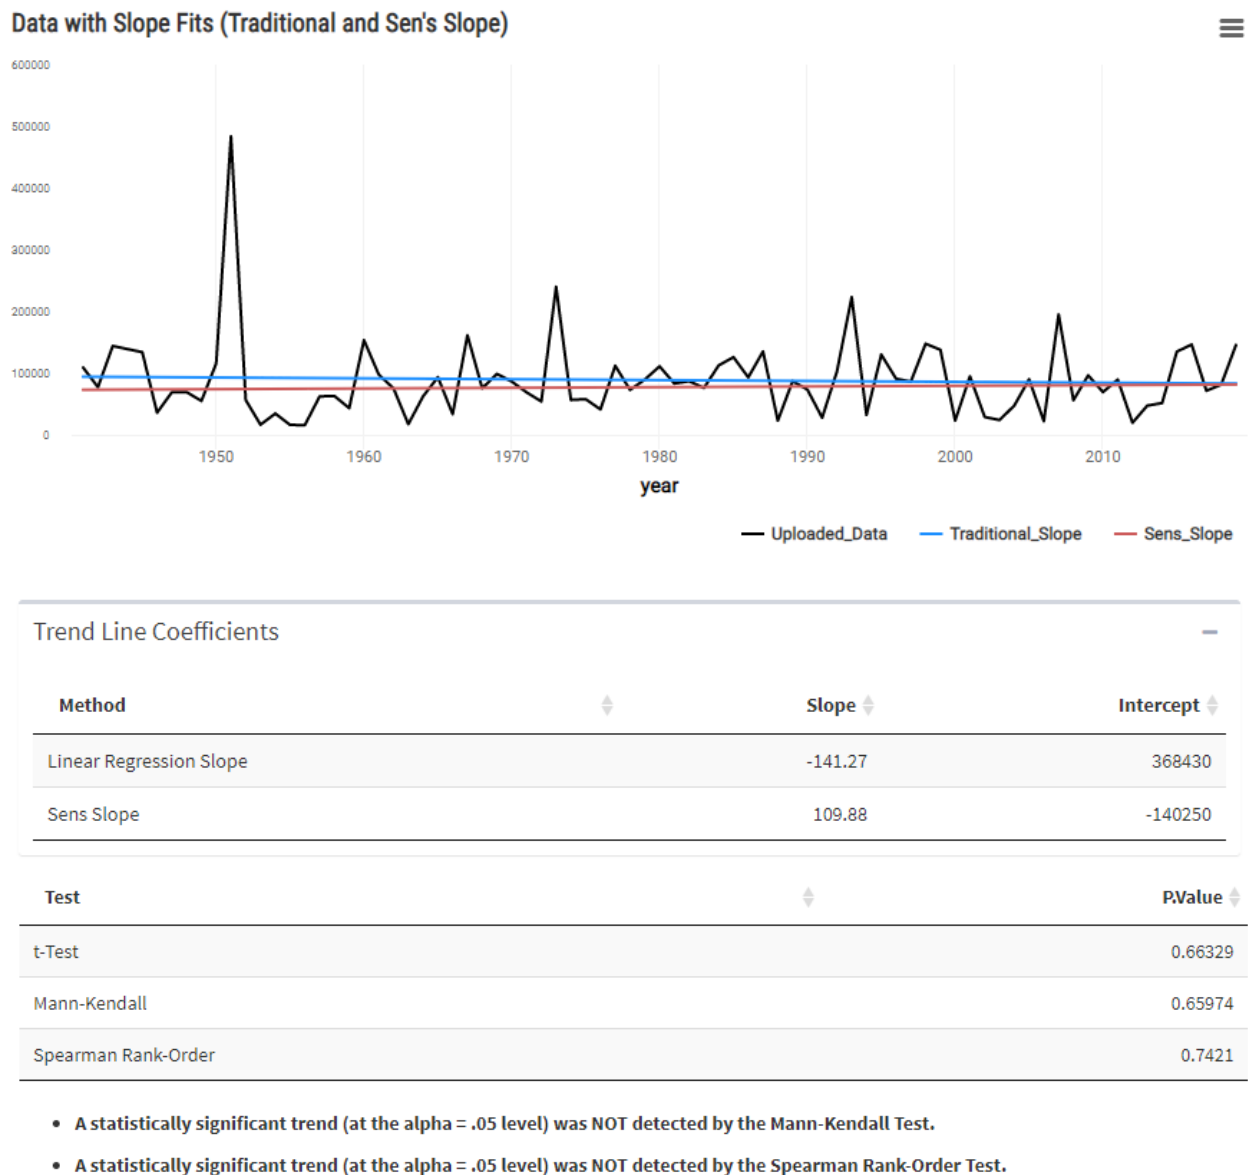 Data with Slope Fits (Traditional and Sen's Slope)
600000
500000
400000
300000
200000
100000
0
1950 1960 1970 1980 1990 2000 2010
year
Uploaded_Data Traditional_Slope Sens_Slope
Trend Line Coefficients
Method Slope Intercept
Linear Regression Slope -141.27 368430
Sens Slope 109.88 -140250
Test P.Value
t-Test 0.66329
Mann-Kendall 0.65974
Spearman Rank-Order 0.7421
• A statistically significant trend (at the alpha = .05 level) was NOT detected by the Mann-Kendall Test.
• A statistically significant trend (at the alpha = .05 level) was NOT detected by the Spearman Rank-Order Test.